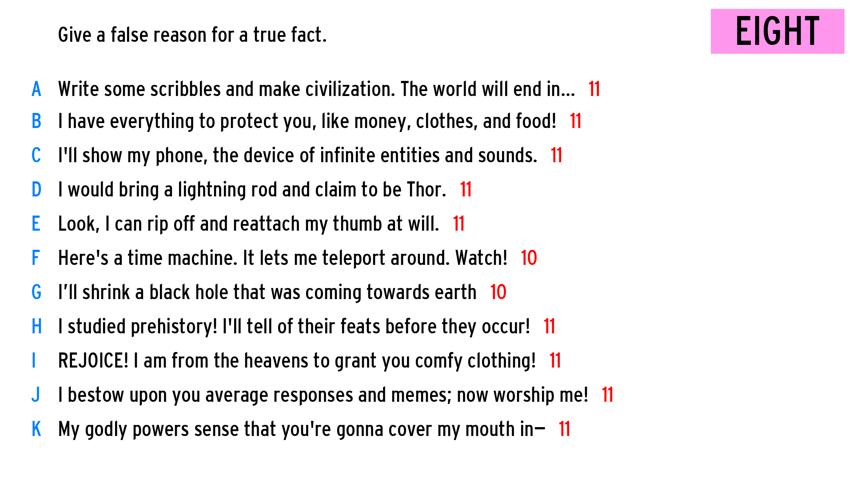 Give a false reason for a true fact.
EIGHT
A Write some scribbles and make civilization. The world will end in... 11
B I have everything to protect you, like money, clothes, and food! 11
C I'll show my phone, the device of infinite entities and sounds. 11
D I would bring a lightning rod and claim to be Thor. 11
E Look, I can rip off and reattach my thumb at will. 11
F Here's a time machine. It lets me teleport around. Watch! 10
G I’ll shrink a black hole that was coming towards earth 10
H I studied prehistory! I'll tell of their feats before they occur! 11
I REJOICE! I am from the heavens to grant you comfy clothing! 11
J I bestow upon you average responses and memes; now worship me! 11
K My godly powers sense that you're gonna cover my mouth in– 11